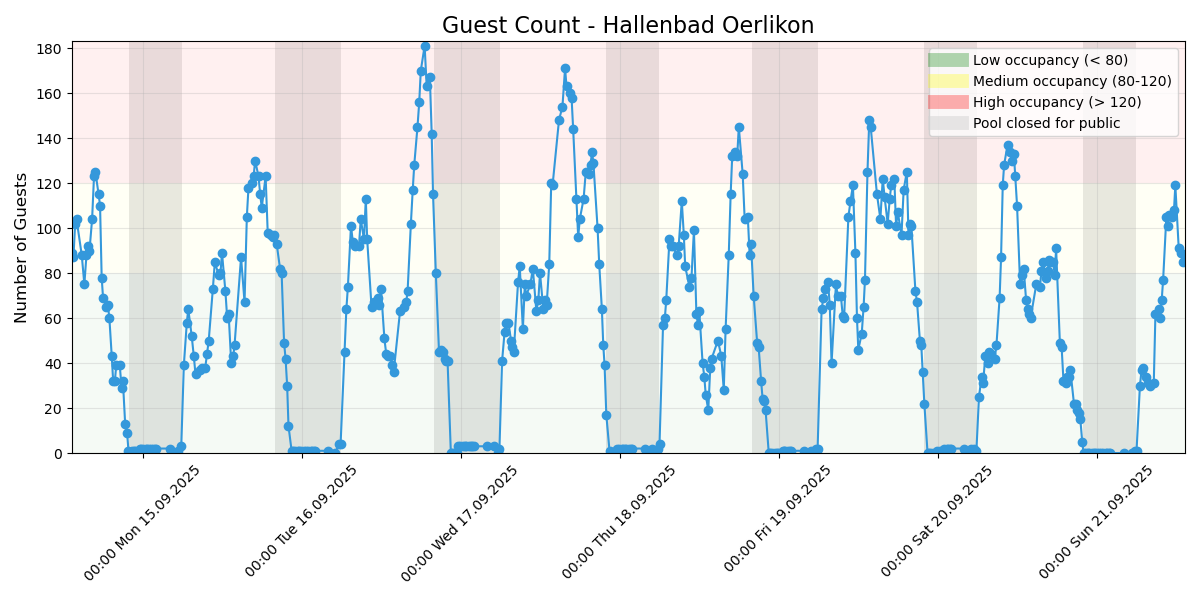 Guest Count - Hallenbad Oerlikon
Number of Guests
180
160
140
120
100
80
60
40
20
0
Low occupancy (< 80)
Medium occupancy (80-120)
High occupancy (> 120)
Pool closed for public
00:00 Mon 15.09.2025
00:00 Tue 16.09.2025
00:00 Wed 17.09.2025
00:00 Thu 18.09.2025
00:00 Fri 19.09.2025
00:00 Sat 20.09.2025
00:00 Sun 21.09.2025